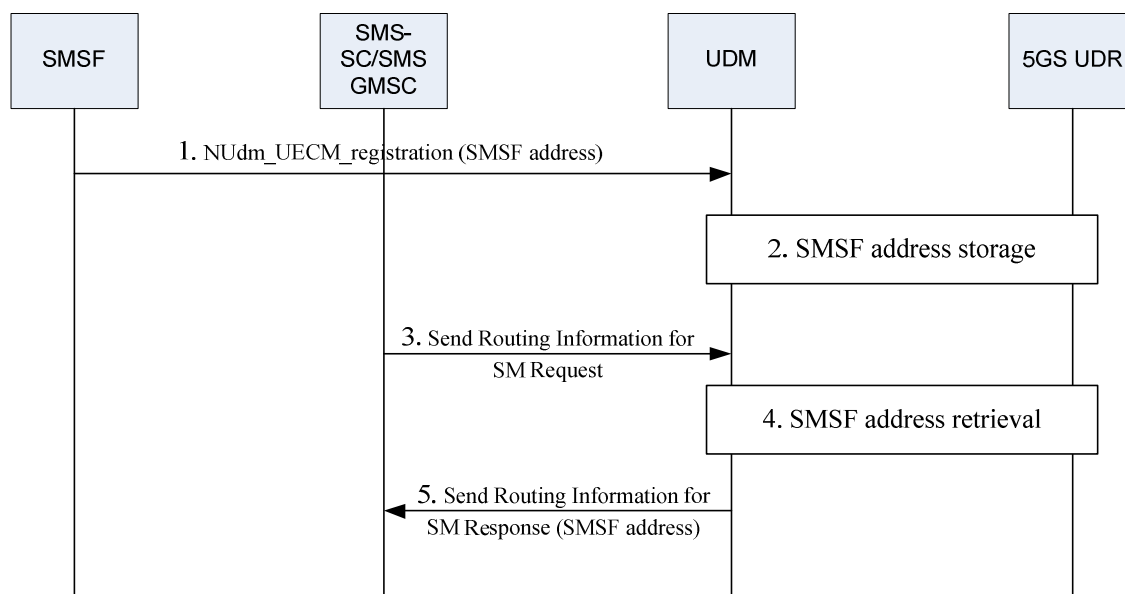 SMSF
SMS-
SC/SMS
GMSC
UDM
5GS UDR
1. NUdm_UECM_registration (SMSF address)
2. SMSF address storage
3. Send Routing Information for
SM Request
4. SMSF address retrieval
5. Send Routing Information for
SM Response (SMSF address)